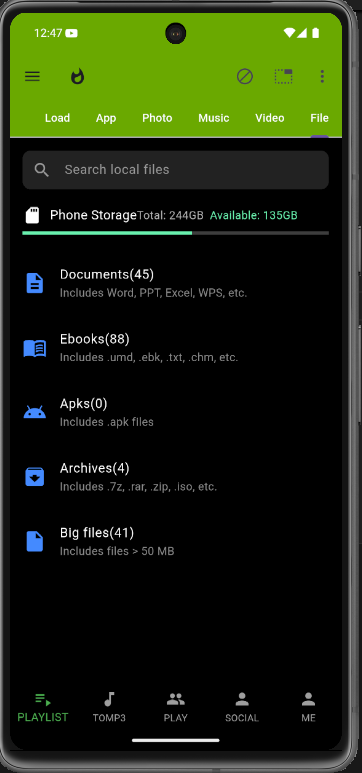 12:47
Load App Photo Music Video File
Search local files
Phone StorageTotal: 244GB Available: 135GB
Documents(45)
Includes Word, PPT, Excel, WPS, etc.
Ebooks(88)
Includes .umd, .ebk, .txt, .chm, etc.
Apks(0)
Includes .apk files
Archives(4)
Includes .7z, .rar, .zip, .iso, etc.
Big files(41)
Includes files > 50 MB
PLAYLIST TOMP3 PLAY SOCIAL ME